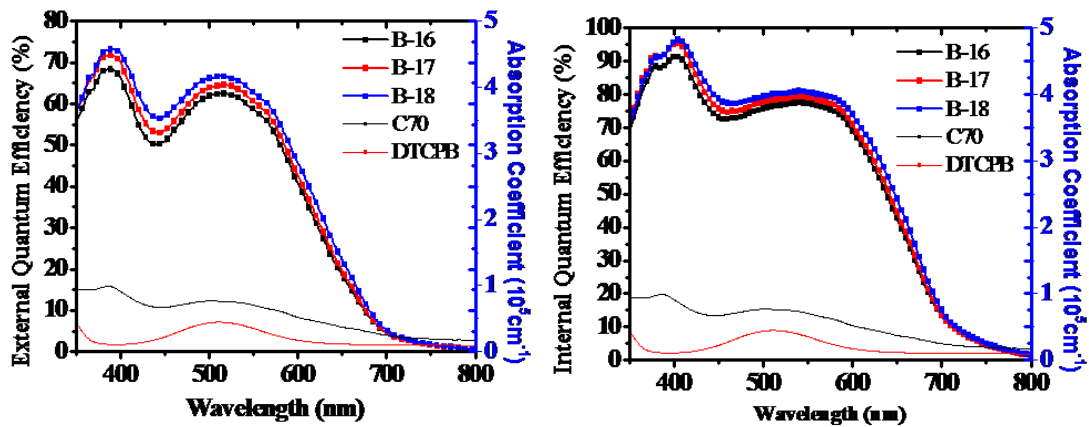 External Quantum Efficiency (%)
80
70
60
50
40
30
20
10
0
B-16
B-17
B-18
C70
DTCPB
5
4
3
2
1
0
Absorption Coefficient (10⁵cm⁻¹)
400
500
600
700
800
Wavelength (nm)
Internal Quantum Efficiency (%)
100
90
80
70
60
50
40
30
20
10
0
B-16
B-17
B-18
C70
DTCPB
5
4
3
2
1
0
Absorption Coefficient (10⁵cm⁻¹)
400
500
600
700
800
Wavelength (nm)